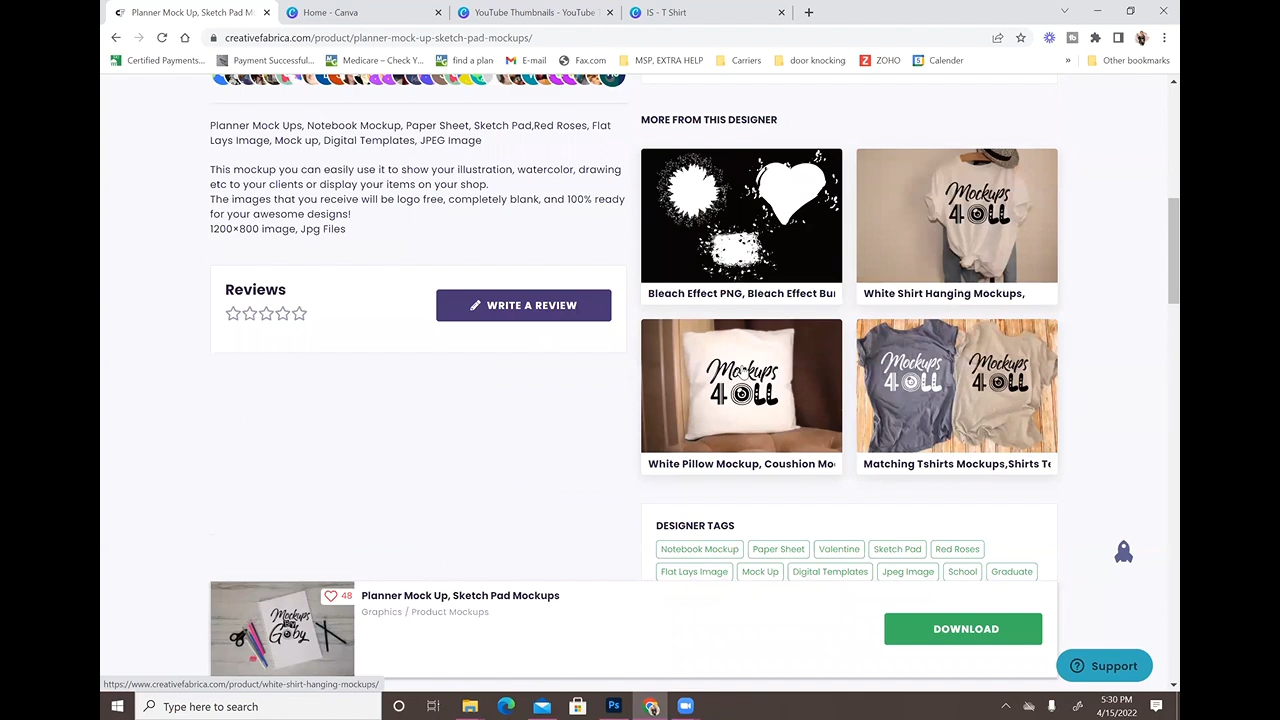 Planner Mock Up, Sketch Pad M
Home - Canva
YouTube Thumbnails - YouTube T
IS - T Shirt
creativefabrica.com/product/planner-mock-up-sketch-pad-mockups/
Certified Payments...
Payment Successful...
Medicare – Check Y...
find a plan
E-mail
Fax.com
MSP, EXTRA HELP
Carriers
door knocking
ZOHO
Calender
Other bookmarks
Planner Mock Ups, Notebook Mockup, Paper Sheet, Sketch Pad,Red Roses, Flat
Lays Image, Mock up, Digital Templates, JPEG Image
This mockup you can easily use it to show your illustration, watercolor, drawing
etc to your clients or display your items on your shop.
The images that you receive will be logo free, completely blank, and 100% ready
for your awesome designs!
1200×800 image, Jpg Files
Reviews
WRITE A REVIEW
MORE FROM THIS DESIGNER
Mockups
4 ALL
Bleach Effect PNG, Bleach Effect Bu
White Shirt Hanging Mockups,
Mockups
4 ALL
Mockups
4 ALL
Mockups
4 ALL
White Pillow Mockup, Coushion Mo
Matching Tshirts Mockups,Shirts Te
DESIGNER TAGS
Notebook Mockup
Paper Sheet
Valentine
Sketch Pad
Red Roses
Flat Lays Image
Mock Up
Digital Templates
Jpeg Image
School
Graduate
Mockups
by
Goby
48
Planner Mock Up, Sketch Pad Mockups
Graphics / Product Mockups
DOWNLOAD
Support
https://www.creativefabrica.com/product/white-shirt-hanging-mockups/
Type here to search
Ps
5:30 PM
4/15/2022